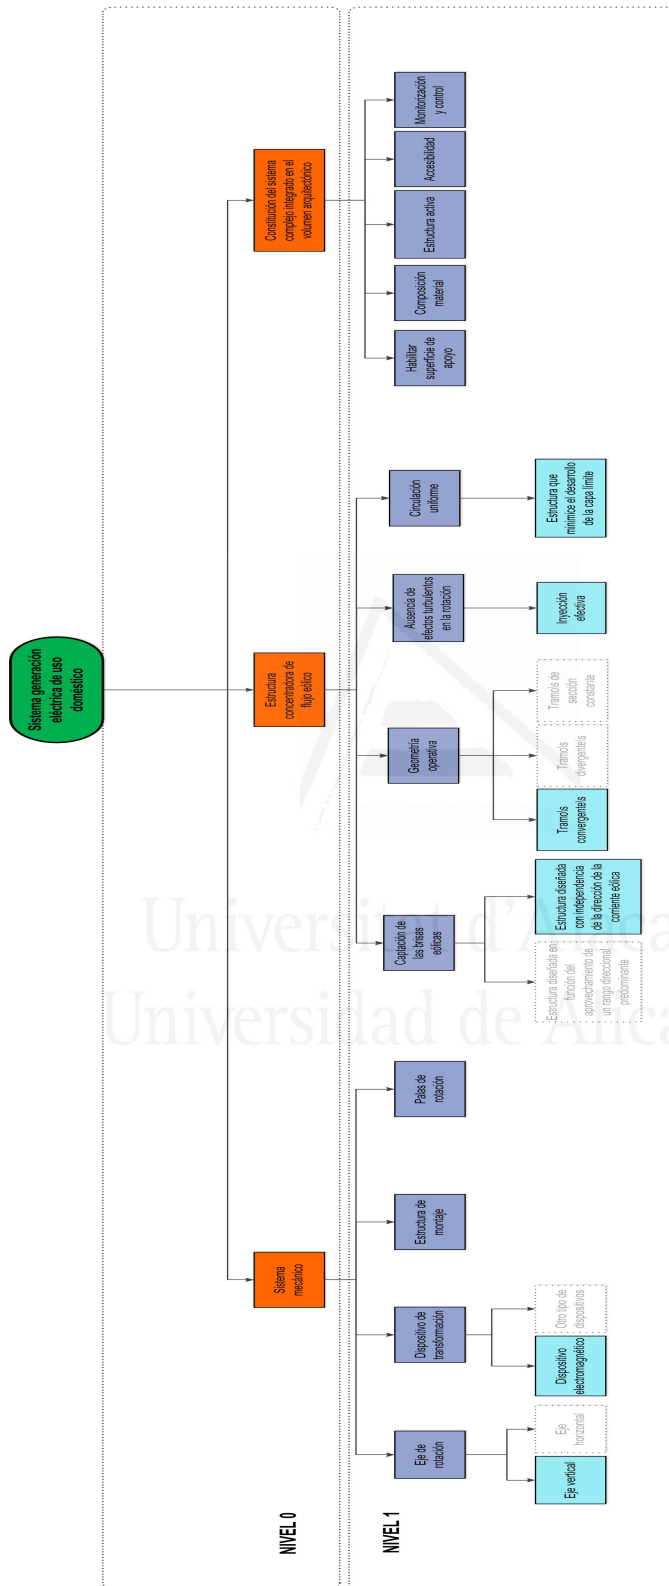 Sistema generación
eléctrica de uso
doméstico
NIVEL 0
Sistema
mecánico
Estructura
concentradora de
flujo eólico
Constitución del sistema
complejo integrado en el
volumen arquitectónico
NIVEL 1
Eje de
rotación
Dispositivo de
transformación
Estructura de
montaje
Palas de
rotación
Captación de
las brisas
eólicas
Geometría
operativa
Ausencia de
efectos turbulentos
en la rotación
Circulación
uniforme
Habilitar
superficie de
apoyo
Composición
material
Estructura activa
Accesibilidad
Monitorización
y control
Eje vertical
Eje
horizontal
Dispositivo
electromagnético
Otro tipo de
dispositivos
Estructura diseñada en
función del
aprovechamiento de
un rango direccional
predominante
Estructura diseñada
con independencia
de la dirección de la
corriente eólica
Tramo\s
convergente\s
Tramo\s
divergente\s
Tramo\s de
sección
constante
Inyección
efectiva
Estructura que
minimice el desarrollo
de la capa límite
Universitat d'Alaca
Universidad de Alica